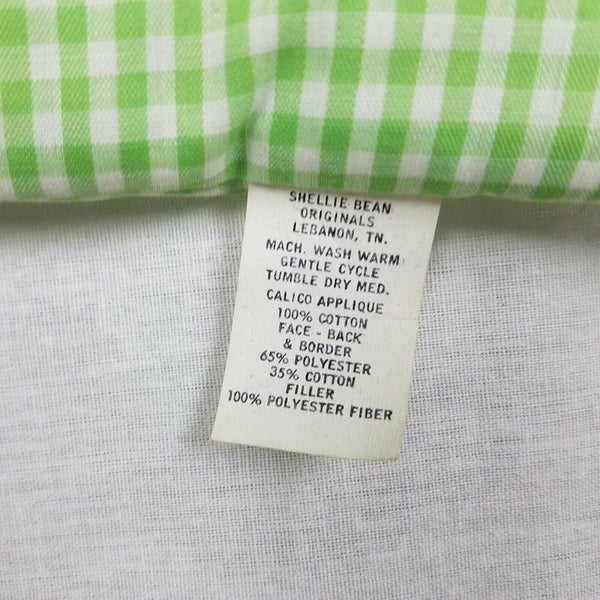 SHELLIE BEAN
ORIGINALS
LEBANON, TN.
MACH. WASH WARM
GENTLE CYCLE
TUMBLE DRY MED.
CALICO APPLIQUE
100% COTTON
FACE - BACK
& BORDER
65% POLYESTER
35% COTTON
FILLER
100% POLYESTER FIBER